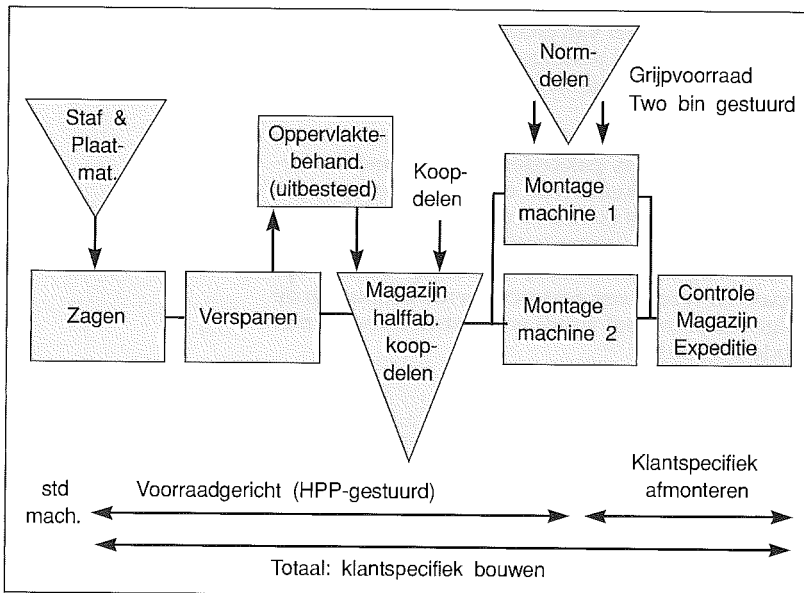 Norm-
delen
Grijpvoorraad
Two bin gestuurd
Staf &
Plaat-
mat.
Oppervlakte-
behand.
(uitbesteed)
Koop-
delen
Montage
machine 1
Zagen
Verspanen
Magazijn
halffab.
koop-
delen
Montage
machine 2
Controle
Magazijn
Expeditie
std
mach.
Voorraadgericht (HPP-gestuurd)
Klantspecifiek
afmonteren
Totaal: klantspecifiek bouwen